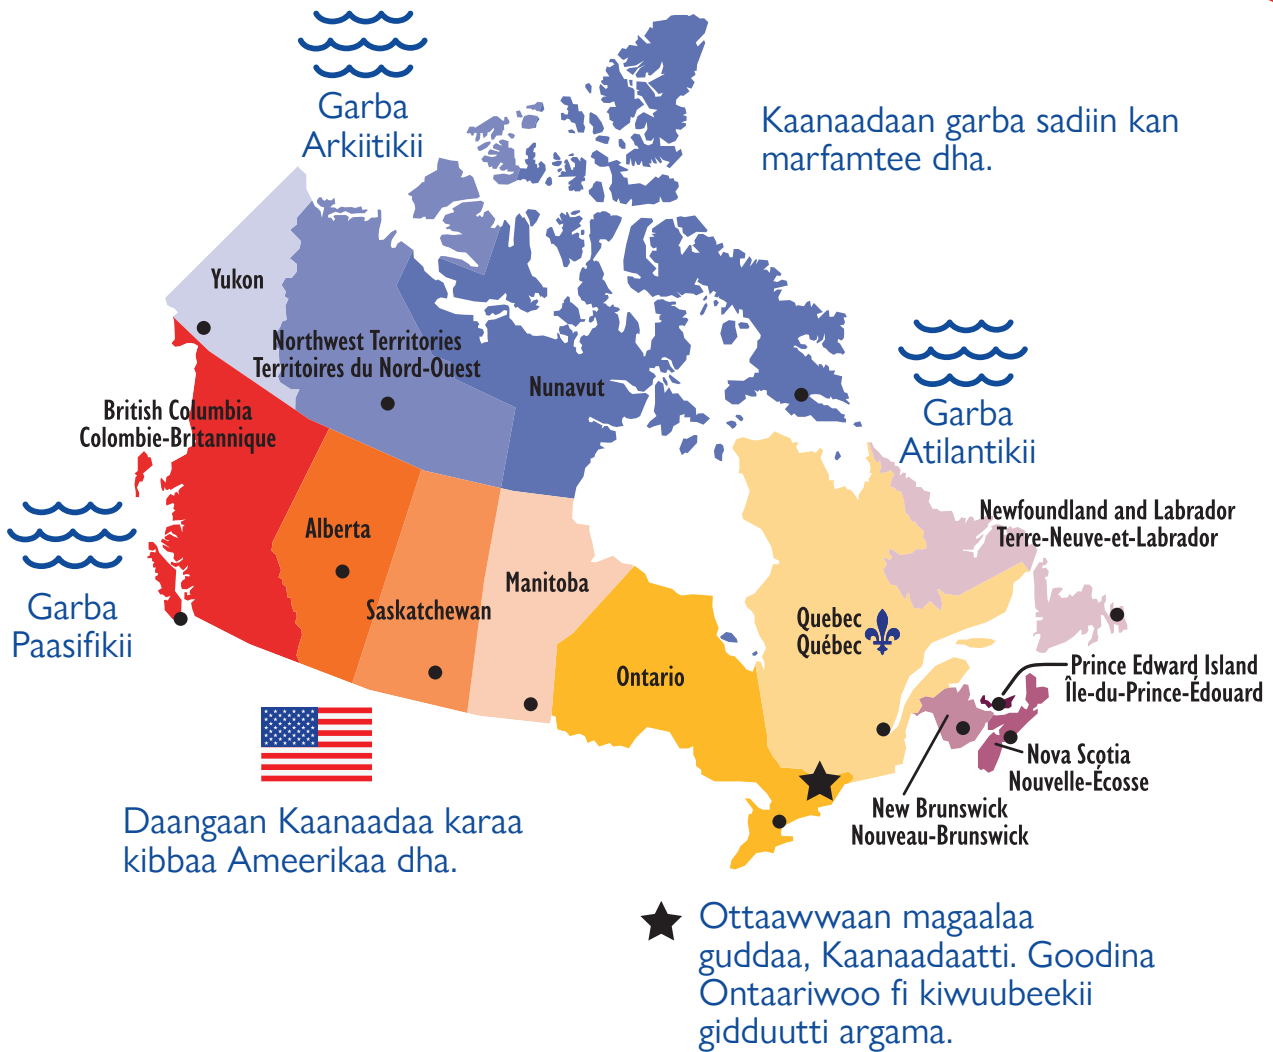 Garba
Arkiitikii
Kaanaadaan garba sadiin kan
marfamtee dha.
Yukon
Northwest Territories
Territoires du Nord-Ouest
Nunavut
British Columbia
Colombie-Britannique
Garba
Atilantikii
Newfoundland and Labrador
Terre-Neuve-et-Labrador
Alberta
Saskatchewan
Manitoba
Garba
Paasifikii
Quebec
Québec
Ontario
Prince Edward Island
Île-du-Prince-Édouard
Nova Scotia
Nouvelle-Écosse
New Brunswick
Nouveau-Brunswick
Daangaan Kaanaadaa karaa
kibbaa Ameerikaa dha.
Ottaawwaan magaalaa
guddaa, Kaanaadaatti. Goodina
Ontaariwoo fi kiwuubeekii
gidduutti argama.